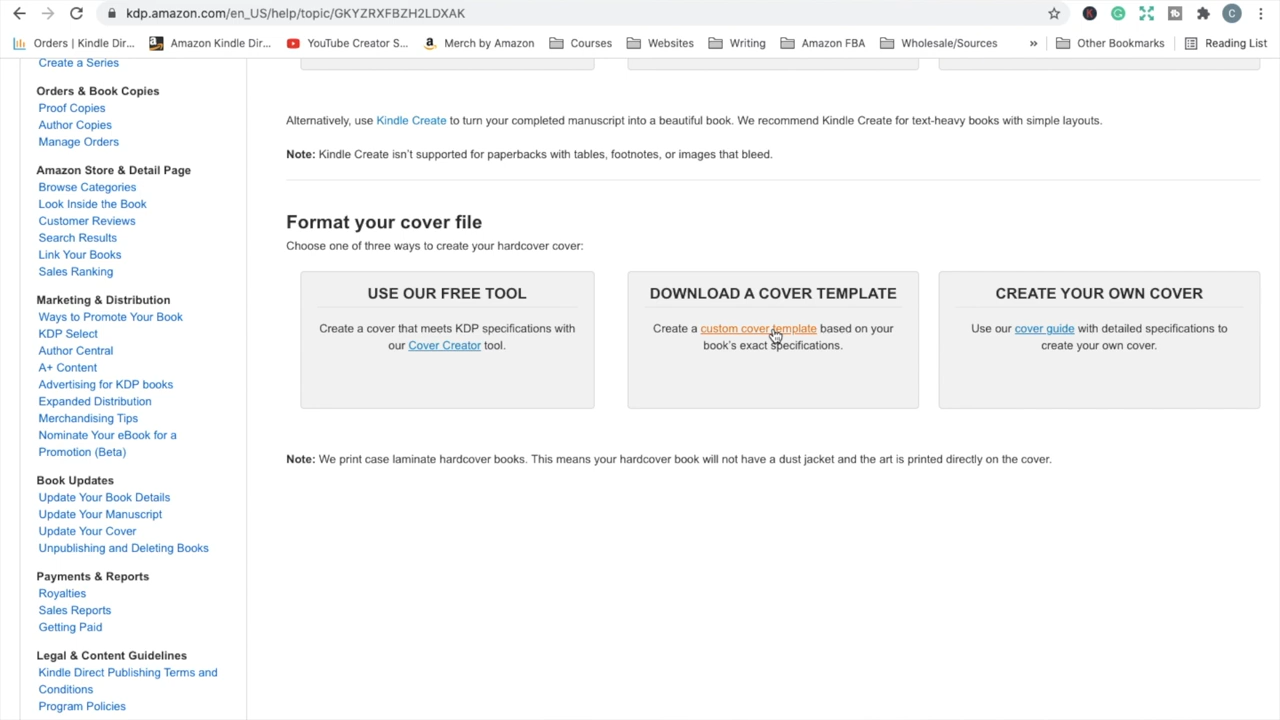 kdp.amazon.com/en_US/help/topic/GKYZRXFBZH2LDXAK
Orders | Kindle Dir...
Amazon Kindle Dir...
YouTube Creator S...
Merch by Amazon
Courses
Websites
Writing
Amazon FBA
Wholesale/Sources
»
Other Bookmarks
Reading List
Create a Series
Orders & Book Copies
Proof Copies
Author Copies
Manage Orders
Amazon Store & Detail Page
Browse Categories
Look Inside the Book
Customer Reviews
Search Results
Link Your Books
Sales Ranking
Marketing & Distribution
Ways to Promote Your Book
KDP Select
Author Central
A+ Content
Advertising for KDP books
Expanded Distribution
Merchandising Tips
Nominate Your eBook for a
Promotion (Beta)
Book Updates
Update Your Book Details
Update Your Manuscript
Update Your Cover
Unpublishing and Deleting Books
Payments & Reports
Royalties
Sales Reports
Getting Paid
Legal & Content Guidelines
Kindle Direct Publishing Terms and
Conditions
Program Policies
Alternatively, use Kindle Create to turn your completed manuscript into a beautiful book. We recommend Kindle Create for text-heavy books with simple layouts.
Note: Kindle Create isn't supported for paperbacks with tables, footnotes, or images that bleed.
Format your cover file
Choose one of three ways to create your hardcover cover:
USE OUR FREE TOOL
Create a cover that meets KDP specifications with
our Cover Creator tool.
DOWNLOAD A COVER TEMPLATE
Create a custom cover template based on your
book's exact specifications.
CREATE YOUR OWN COVER
Use our cover guide with detailed specifications to
create your own cover.
Note: We print case laminate hardcover books. This means your hardcover book will not have a dust jacket and the art is printed directly on the cover.